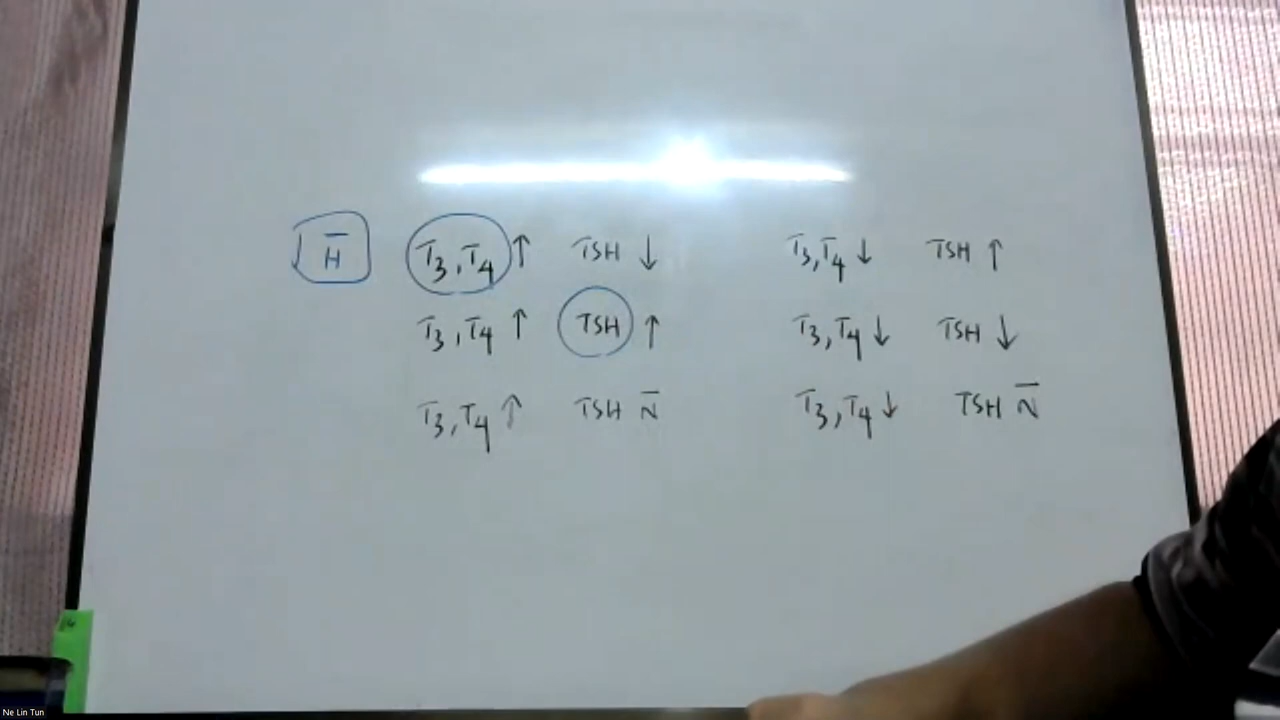 H̅ T3, T4 ↑ TSH ↓ T3, T4 ↓ TSH ↑
T3, T4 ↑ TSH ↑ T3, T4 ↓ TSH ↓
T3, T4 ↑ TSH N̅ T3, T4 ↓ TSH N̅
Ne Lin Tun